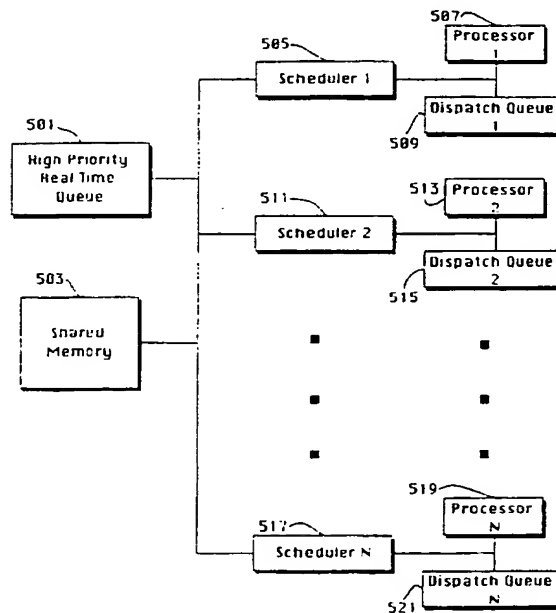 507
505
Processor
1
Scheduler 1
501
Dispatch Queue
1
509
High Priority
Real Time
Queue
511
513
Processor
2
Scheduler 2
503
Dispatch Queue
2
515
Shared
Memory
519
517
Processor
N
Scheduler N
Dispatch Queue
N
521